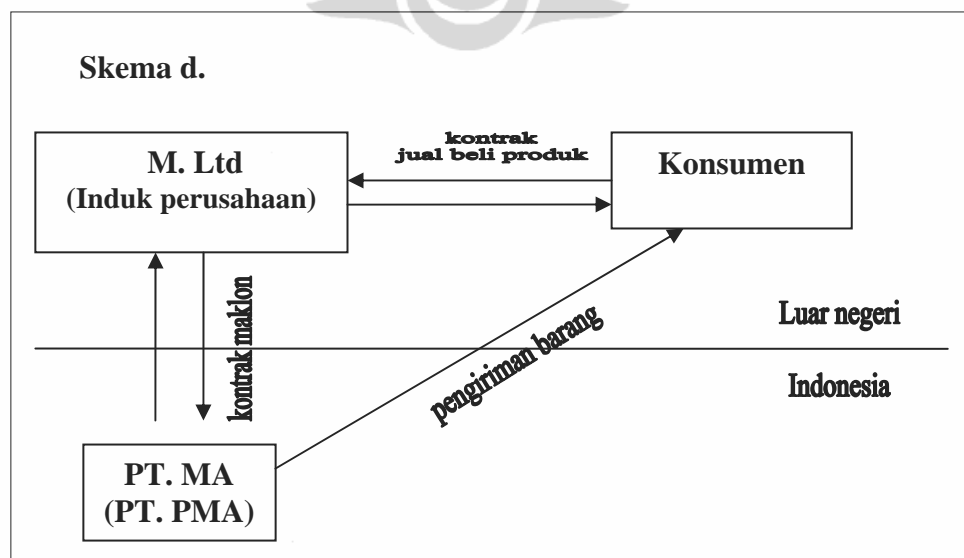 Skema d.
M. Ltd
(Induk perusahaan)
kontrak
jual beli produk
Konsumen
kontrak maklon
pengiriman barang
Luar negeri
Indonesia
PT. MA
(PT. PMA)